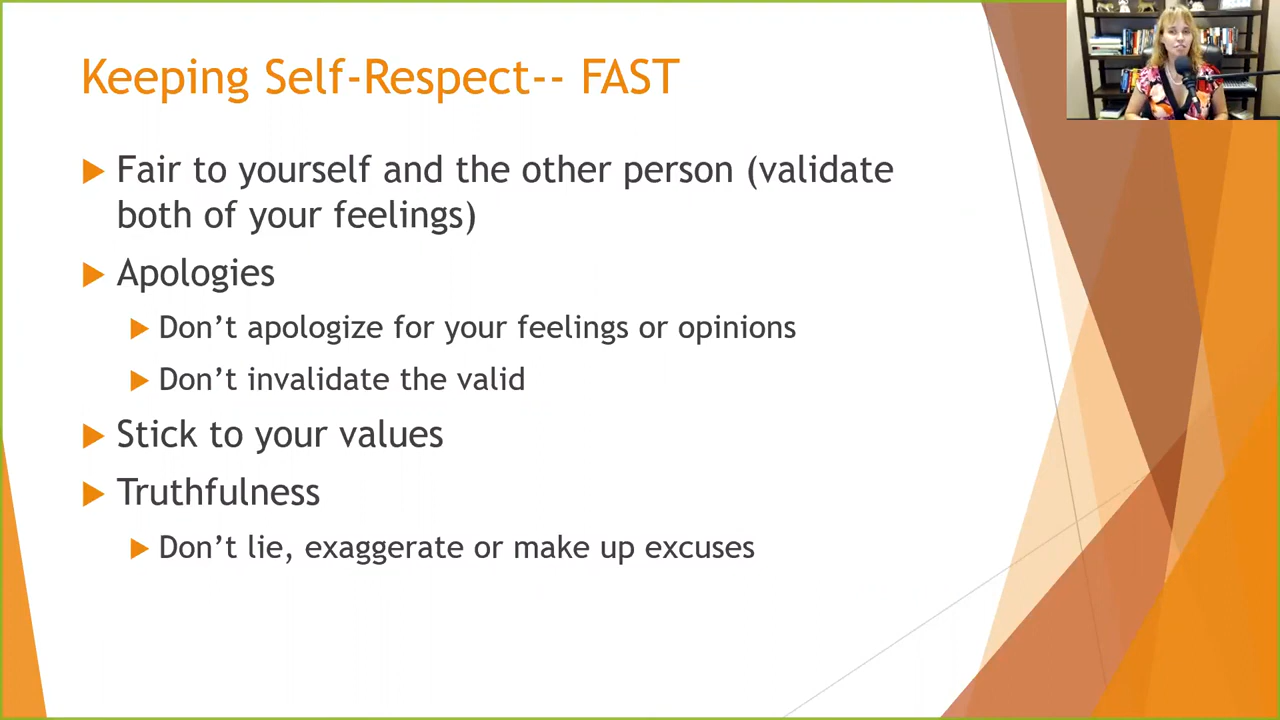 Keeping Self-Respect-- FAST
Fair to yourself and the other person (validate
both of your feelings)
Apologies
Don’t apologize for your feelings or opinions
Don’t invalidate the valid
Stick to your values
Truthfulness
Don’t lie, exaggerate or make up excuses